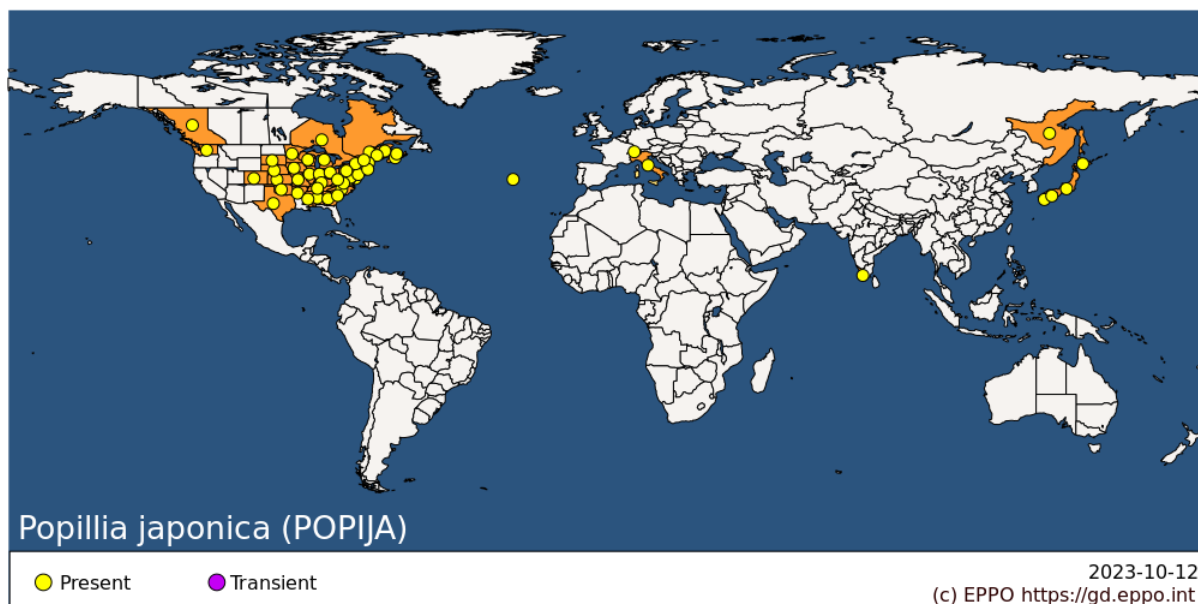 Popillia japonica (POPIJA)
Present
Transient
2023-10-12
(c) EPPO https://gd.eppo.int